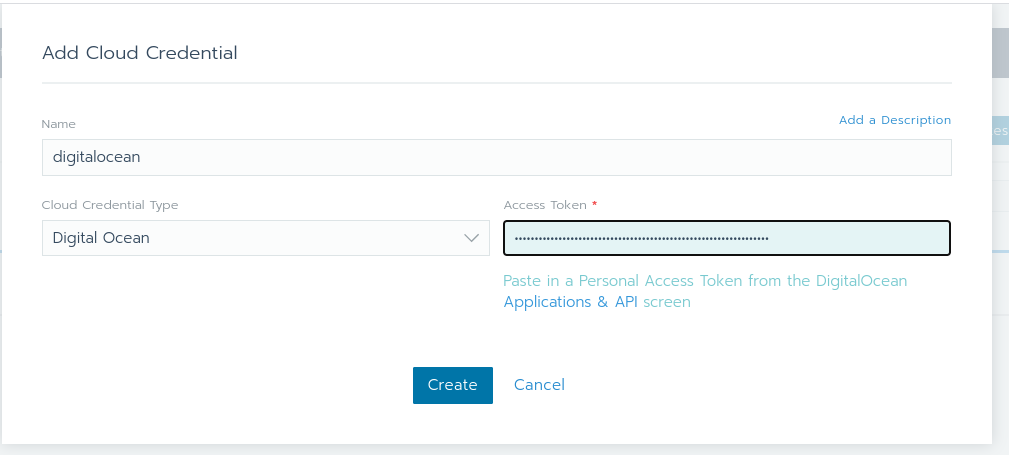 Add Cloud Credential
Name
Add a Description
digitalocean
Cloud Credential Type
Access Token *
Digital Ocean
••••••••••••••••••••••••••••••••••••••••••••••••••••••••••••••••
Paste in a Personal Access Token from the DigitalOcean
Applications & API screen
Create
Cancel